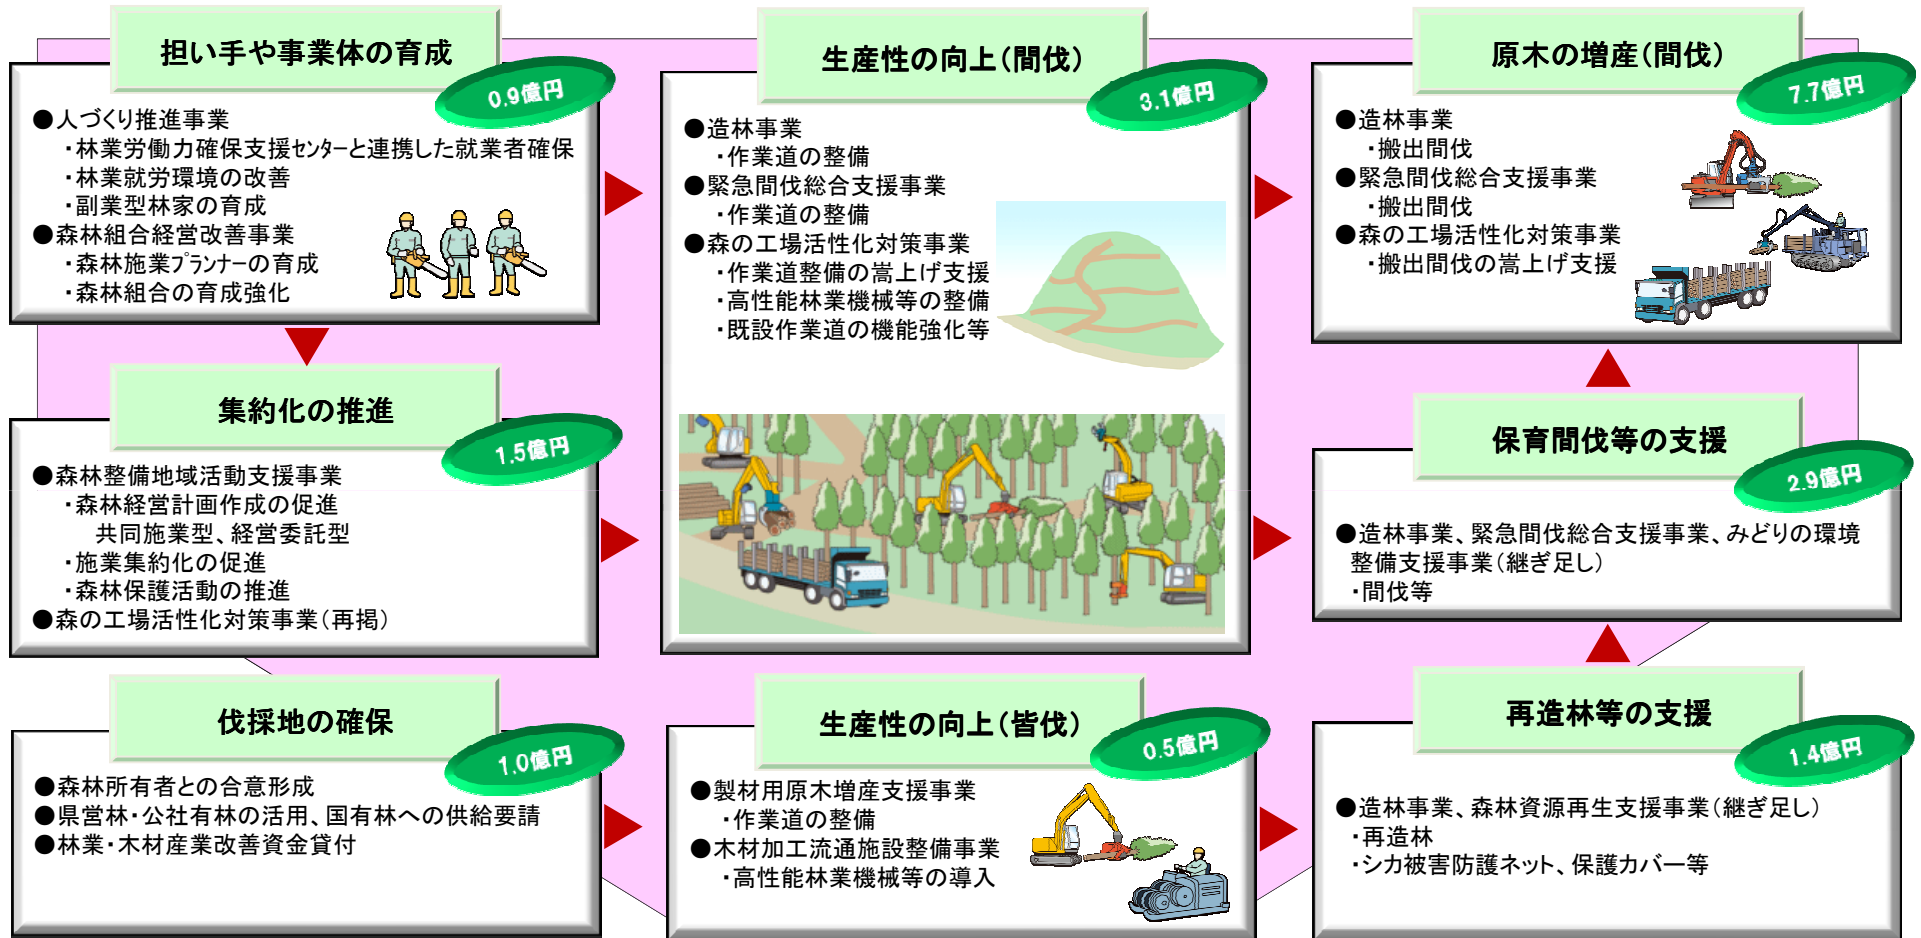 担い手や事業体の育成
0.9億円
●人づくり推進事業
・林業労働力確保支援センターと連携した就業者確保
・林業就労環境の改善
・副業型林家の育成
●森林組合経営改善事業
・森林施業プランナーの育成
・森林組合の育成強化
生産性の向上（間伐）
3.1億円
●造林事業
・作業道の整備
●緊急間伐総合支援事業
・作業道の整備
●森の工場活性化対策事業
・作業道整備の嵩上げ支援
・高性能林業機械等の整備
・既設作業道の機能強化等
原木の増産（間伐）
7.7億円
●造林事業
・搬出間伐
●緊急間伐総合支援事業
・搬出間伐
●森の工場活性化対策事業
・搬出間伐の嵩上げ支援
集約化の推進
1.5億円
●森林整備地域活動支援事業
・森林経営計画作成の促進
共同施業型、経営委託型
・施業集約化の促進
・森林保護活動の推進
●森の工場活性化対策事業（再掲）
保育間伐等の支援
2.9億円
●造林事業、緊急間伐総合支援事業、みどりの環境
整備支援事業（継ぎ足し）
・間伐等
伐採地の確保
1.0億円
●森林所有者との合意形成
●県営林・公社有林の活用、国有林への供給要請
●林業・木材産業改善資金貸付
生産性の向上（皆伐）
0.5億円
●製材用原木増産支援事業
・作業道の整備
●木材加工流通施設整備事業
・高性能林業機械等の導入
再造林等の支援
1.4億円
●造林事業、森林資源再生支援事業（継ぎ足し）
・再造林
・シカ被害防護ネット、保護カバー等